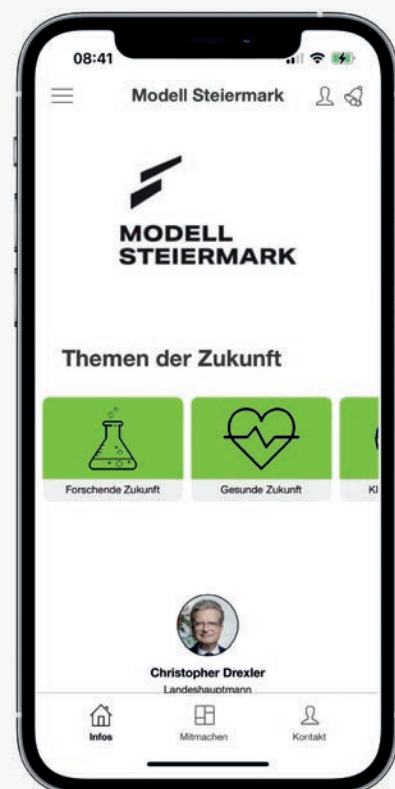 08:41
Modell Steiermark
MODELL
STEIERMARK
Themen der Zukunft
Forschende Zukunft
Gesunde Zukunft
Kl
Christopher Drexler
Landeshauptmann
Infos
Mitmachen
Kontakt